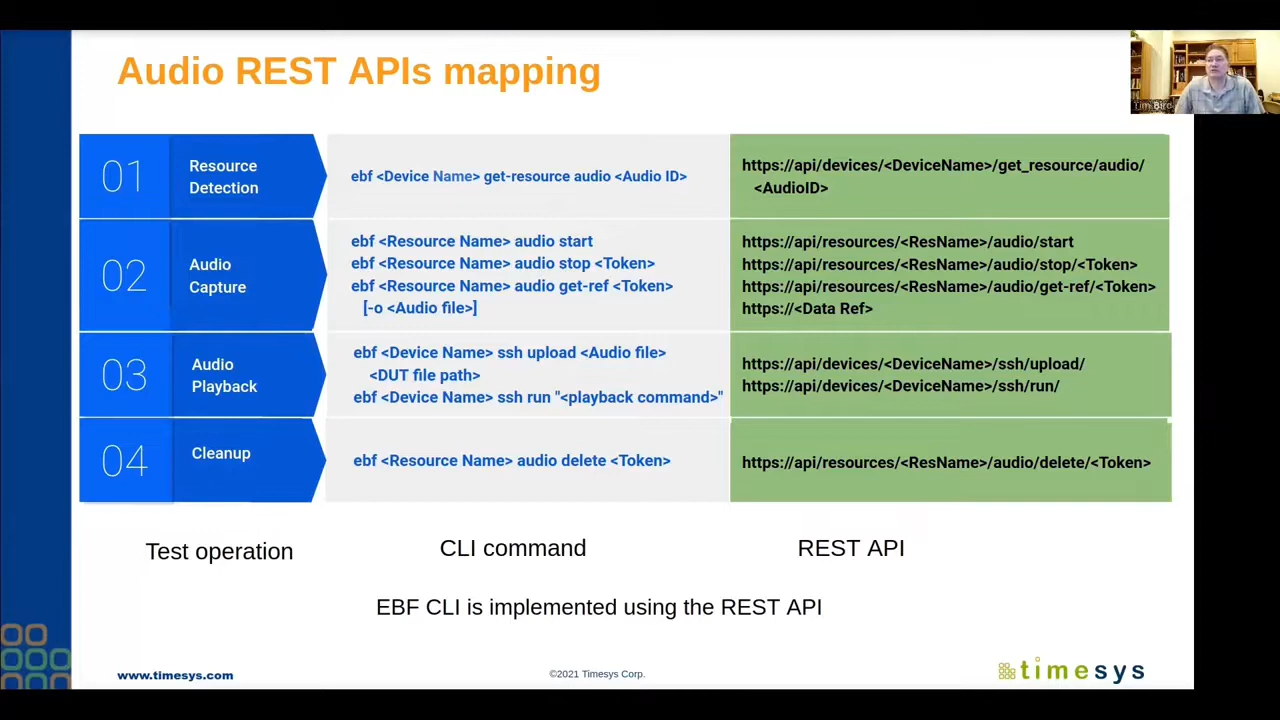 Audio REST APIs mapping
Tim Bird
01
Resource
Detection
ebf <Device Name> get-resource audio <Audio ID>
https://api/devices/<DeviceName>/get_resource/audio/
<AudioID>
02
Audio
Capture
ebf <Resource Name> audio start
ebf <Resource Name> audio stop <Token>
ebf <Resource Name> audio get-ref <Token>
[-o <Audio file>]
https://api/resources/<ResName>/audio/start
https://api/resources/<ResName>/audio/stop/<Token>
https://api/resources/<ResName>/audio/get-ref/<Token>
https://<Data Ref>
03
Audio
Playback
ebf <Device Name> ssh upload <Audio file>
<DUT file path>
ebf <Device Name> ssh run "<playback command>"
https://api/devices/<DeviceName>/ssh/upload/
https://api/devices/<DeviceName>/ssh/run/
04
Cleanup
ebf <Resource Name> audio delete <Token>
https://api/resources/<ResName>/audio/delete/<Token>
Test operation
CLI command
REST API
EBF CLI is implemented using the REST API
www.timesys.com
©2021 Timesys Corp.
timesys